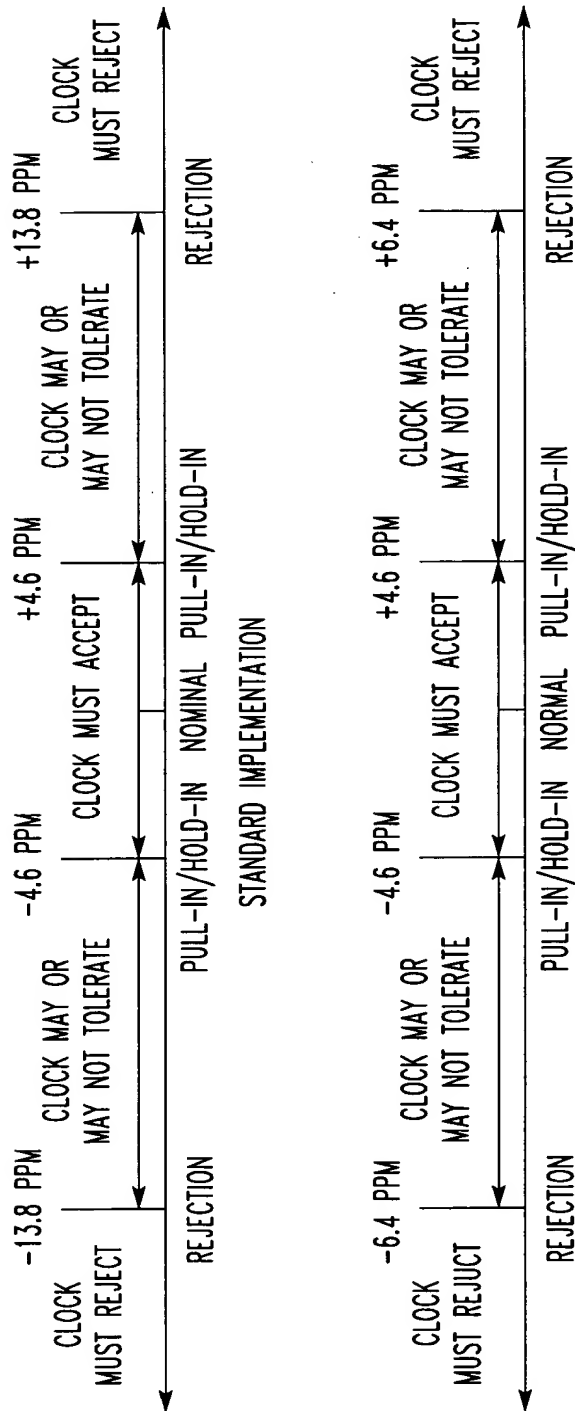 -13.8 PPM
-4.6 PPM
+4.6 PPM
+13.8 PPM
CLOCK
MUST REJECT
CLOCK MAY OR
MAY NOT TOLERATE
CLOCK MUST ACCEPT
CLOCK MAY OR
MAY NOT TOLERATE
CLOCK
MUST REJECT
REJECTION
PULL-IN/HOLD-IN
NOMINAL
PULL-IN/HOLD-IN
REJECTION
STANDARD IMPLEMENTATION
-6.4 PPM
-4.6 PPM
+4.6 PPM
+6.4 PPM
CLOCK
MUST REJUCT
CLOCK MAY OR
MAY NOT TOLERATE
CLOCK MUST ACCEPT
CLOCK MAY OR
MAY NOT TOLERATE
CLOCK
MUST REJECT
REJECTION
PULL-IN/HOLD-IN
NORMAL
PULL-IN/HOLD-IN
REJECTION